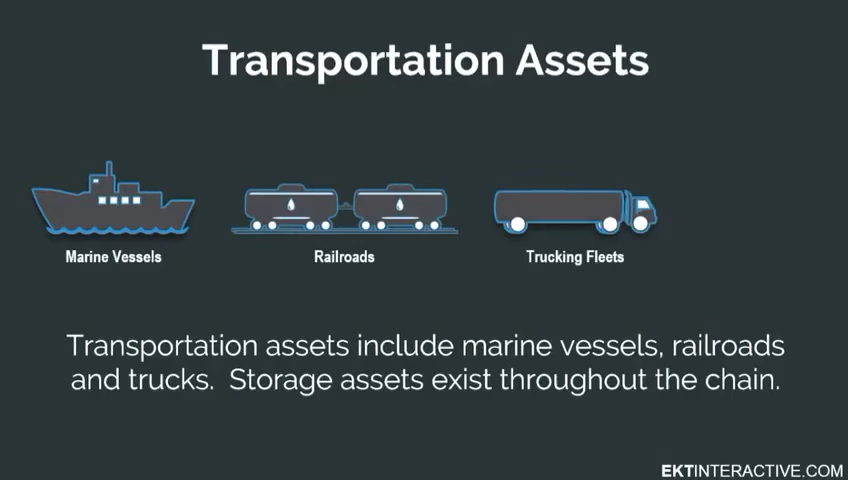 Transportation Assets
Marine Vessels
Railroads
Trucking Fleets
Transportation assets include marine vessels, railroads
and trucks.  Storage assets exist throughout the chain.
EKTINTERACTIVE.COM